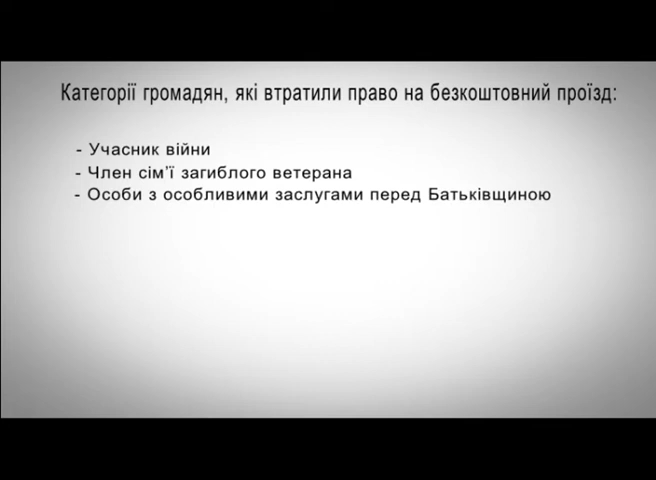 Категорії громадян, які втратили право на безкоштовний проїзд:
- Учасник війни
- Член сім'ї загиблого ветерана
- Особи з особливими заслугами перед Батьківщиною